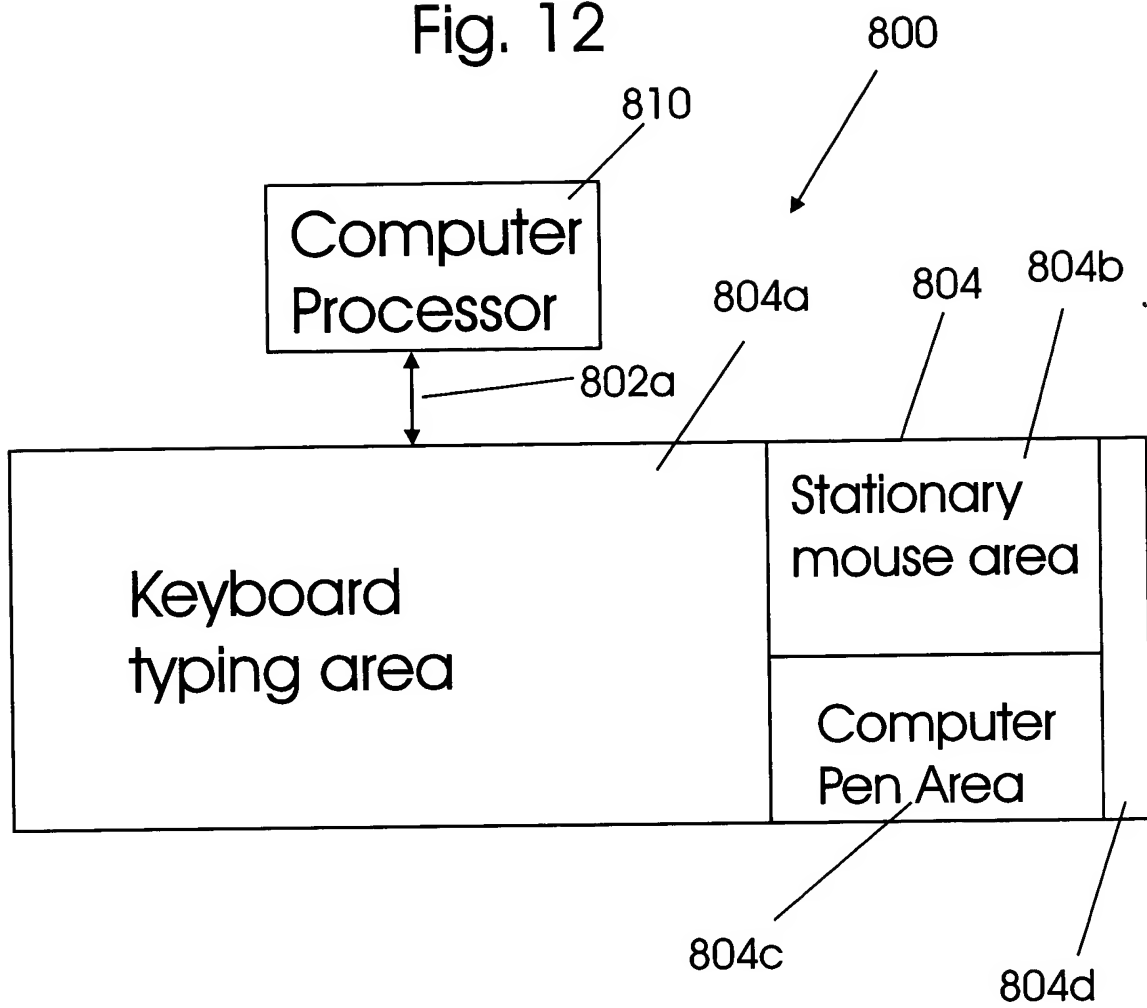 Fig. 12
800
810
Computer
Processor
804a
804
804b
802a
Stationary
mouse area
Keyboard
typing area
Computer
Pen Area
804c
804d